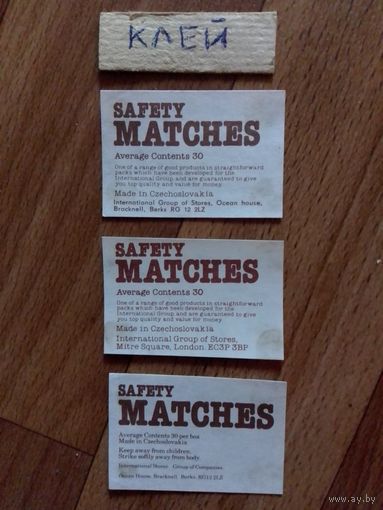 КЛЕЙ
SAFETY
MATCHES
Average Contents 30
One of a range of good products in straightforward
packs which have been developed for the
International Group and are guaranteed to give
you top quality and value for money.
Made in Czechoslovakia
International Group of Stores, Ocean house,
Bracknell, Berks RG 12 2LZ
SAFETY
MATCHES
Average Contents 30
One of a range of good products in straightforward
packs which have been developed for the
International Group and are guaranteed to give
you top quality and value for money.
Made in Czechoslovakia
International Group of Stores,
Mitre Square, London. EC3P 3BP
SAFETY
MATCHES
Average Contents 30 per box
Made in Czechoslovakia
Keep away from children.
Strike softly away from body.
International Stores Group of Companies
Ocean House, Bracknell, Berks. RG12 2LZ
www.ay.by